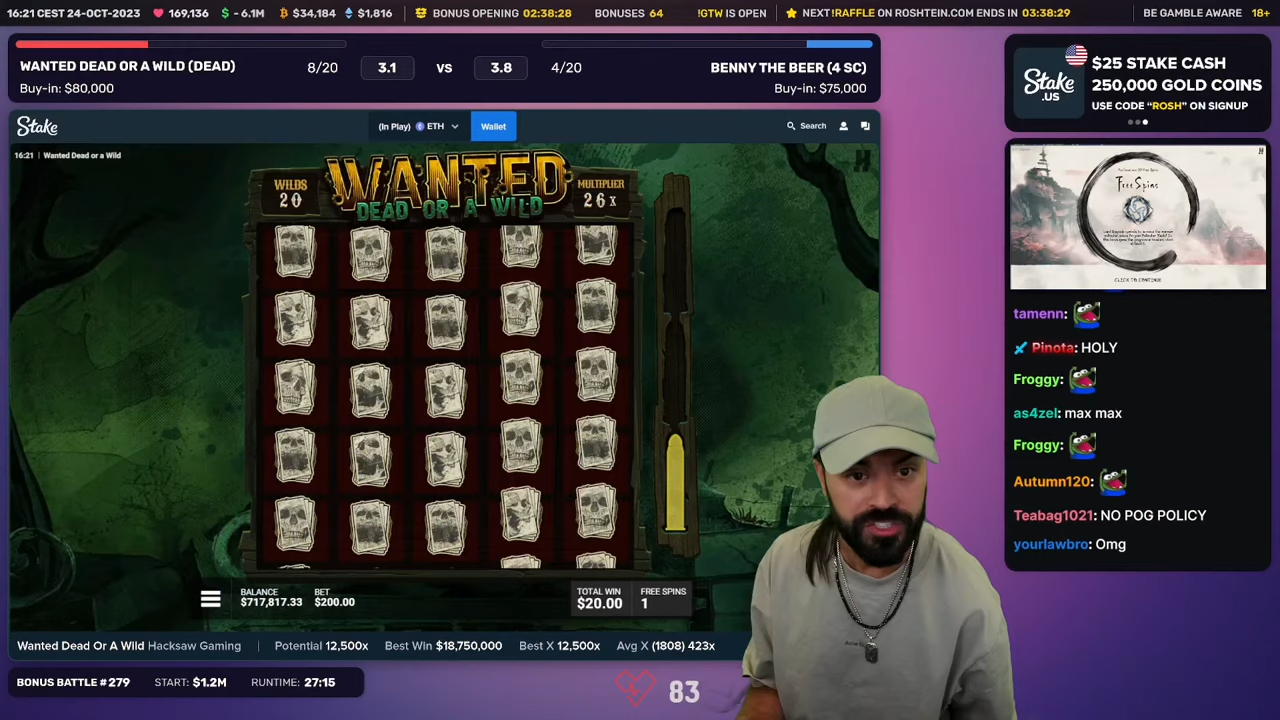 16:21 CEST 24-OCT-2023 169,136 $ - 6.1M $34,184 $1,816 BONUS OPENING 02:38:28 BONUSES 64 !GTW IS OPEN NEXT !RAFFLE ON ROSHTEIN.COM ENDS IN 03:38:29 BE GAMBLE AWARE 18+
WANTED DEAD OR A WILD (DEAD) 8/20 3.1 VS 3.8 4/20 BENNY THE BEER (4 SC)
Buy-in: $80,000 Buy-in: $75,000
Stake (In Play) ETH Wallet Search
16:21 | Wanted Dead or a Wild
WILDS
20
WANTED
DEAD OR A WILD
MULTIPLIER
26x
BALANCE
$717,817.33
BET
$200.00
TOTAL WIN
$20.00
FREE SPINS
1
Wanted Dead Or A Wild Hacksaw Gaming | Potential 12,500x Best Win $18,750,000 Best X 12,500x Avg X (1808) 423x
BONUS BATTLE #279 START: $1.2M RUNTIME: 27:15
83
Stake
.US
$25 STAKE CASH
250,000 GOLD COINS
USE CODE "ROSH" ON SIGNUP
Free Spins
CLICK TO CONTINUE
tamenn:
Pinota: HOLY
Froggy:
as4zel: max max
Froggy:
Autumn120:
Teabag1021: NO POG POLICY
yourlawbro: Omg